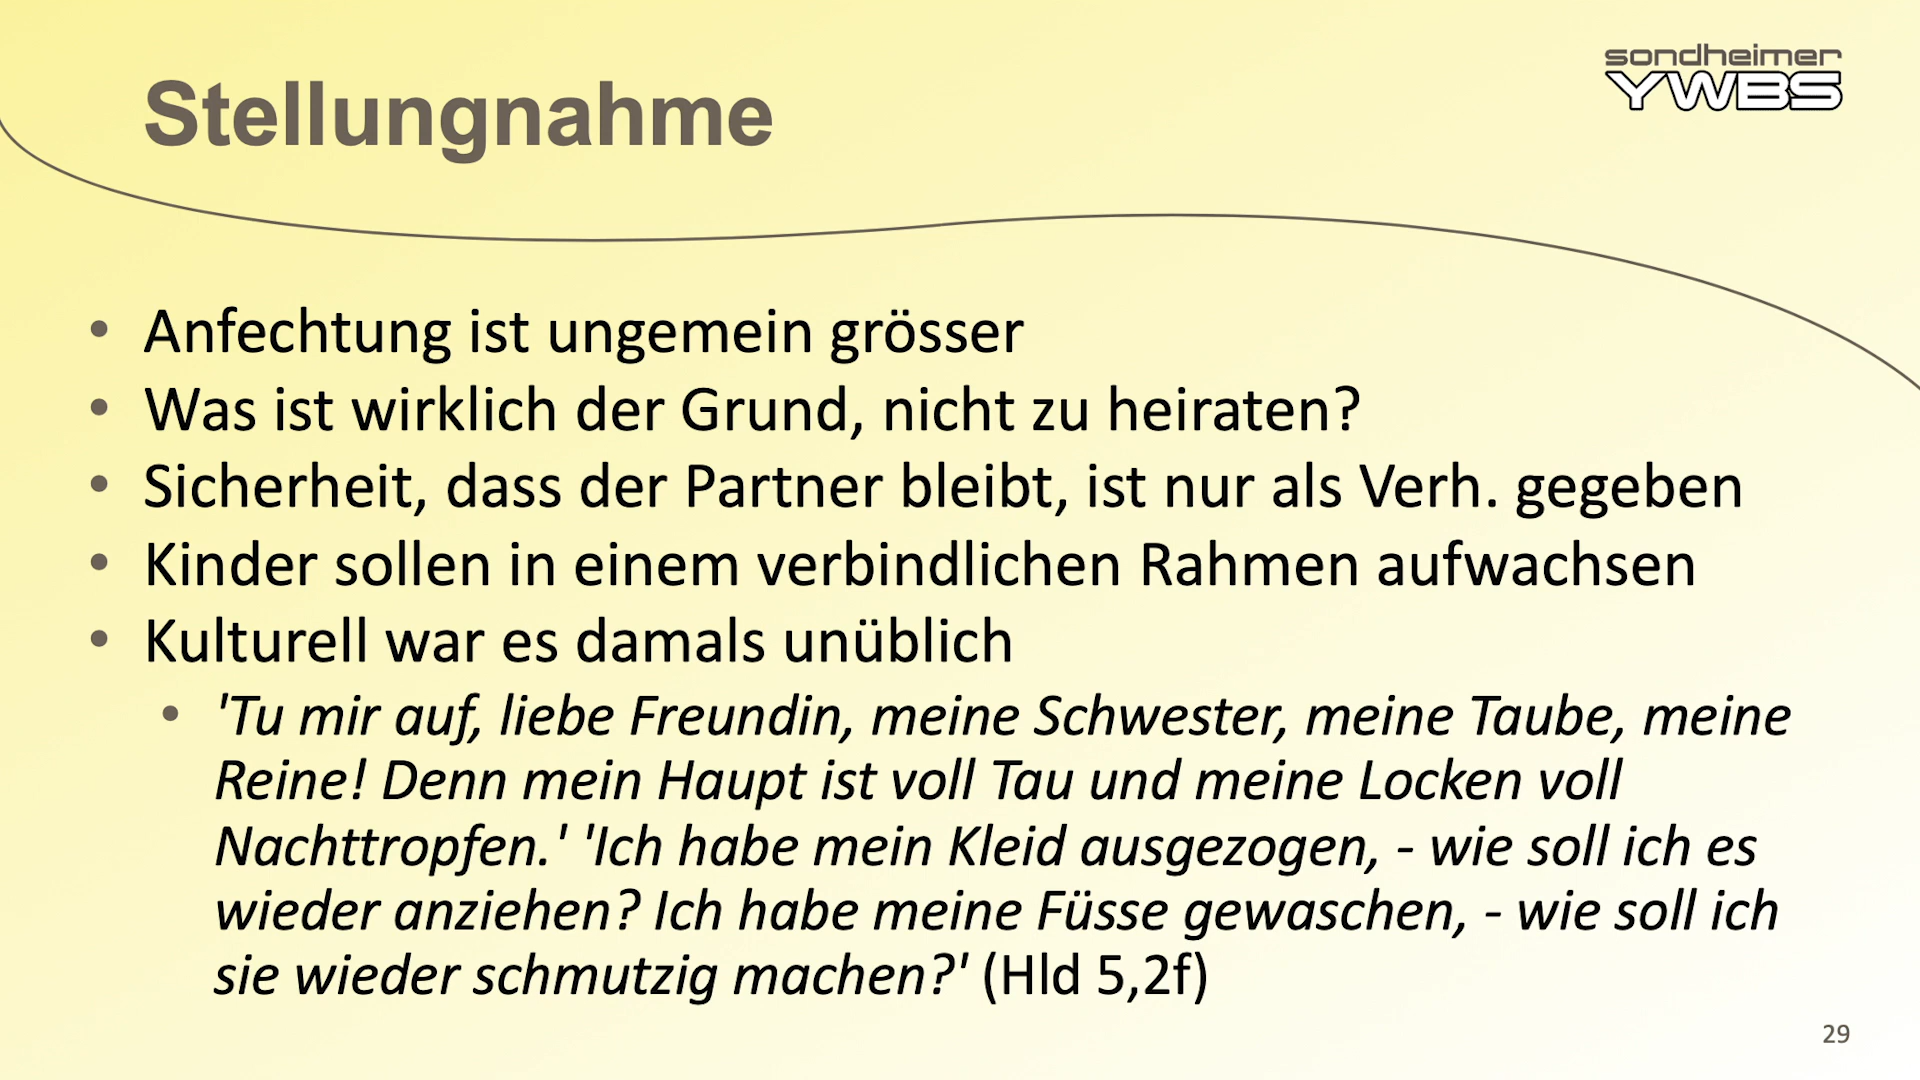 sondheimer
YWBS
Stellungnahme
• Anfechtung ist ungemein grösser
• Was ist wirklich der Grund, nicht zu heiraten?
• Sicherheit, dass der Partner bleibt, ist nur als Verh. gegeben
• Kinder sollen in einem verbindlichen Rahmen aufwachsen
• Kulturell war es damals unüblich
• 'Tu mir auf, liebe Freundin, meine Schwester, meine Taube, meine
Reine! Denn mein Haupt ist voll Tau und meine Locken voll
Nachttropfen.' 'Ich habe mein Kleid ausgezogen, - wie soll ich es
wieder anziehen? Ich habe meine Füsse gewaschen, - wie soll ich
sie wieder schmutzig machen?' (Hld 5,2f)
29